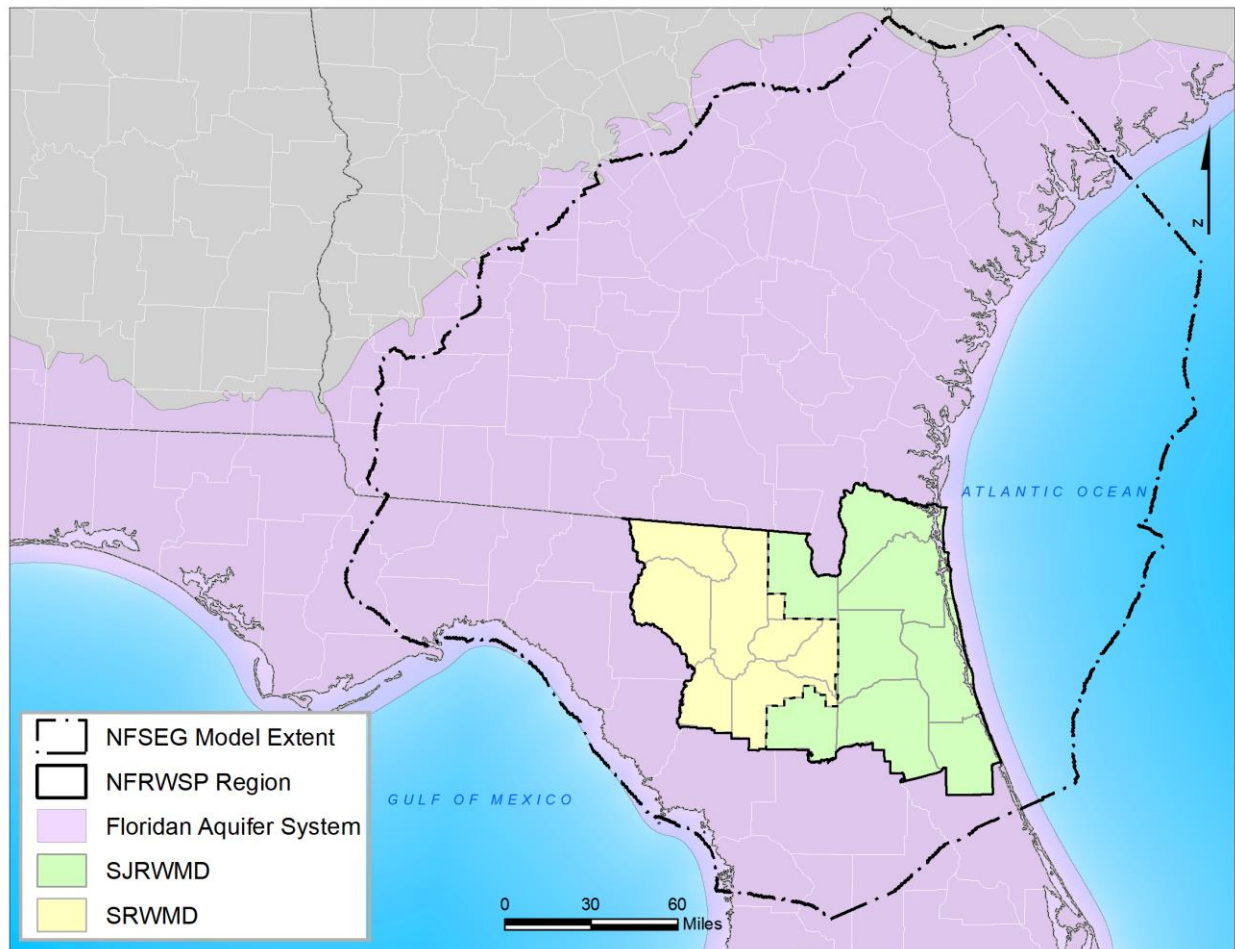 N
ATLANTIC OCEAN
GULF OF MEXICO
NFSEG Model Extent
NFRWSP Region
Floridan Aquifer System
SJRWMD
SRWMD
0 30 60
Miles